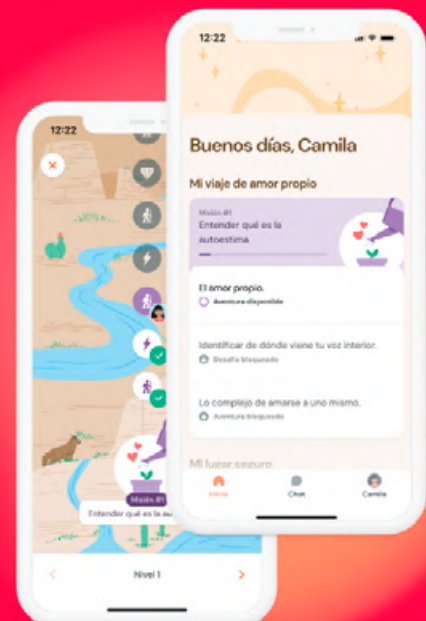 12:22
Buenos días, Camila
Mi viaje de amor propio
Misión #1
Entender qué es la
autoestima
El amor propio.
Aventura disponible
Identificar de dónde viene tu voz interior.
Desafío bloqueado
Lo complejo de amarse a uno mismo.
Aventura bloqueada
Mi lugar seguro
Inicio
Chat
Camila
12:22
Misión #1
Entender qué es la
Nivel 1